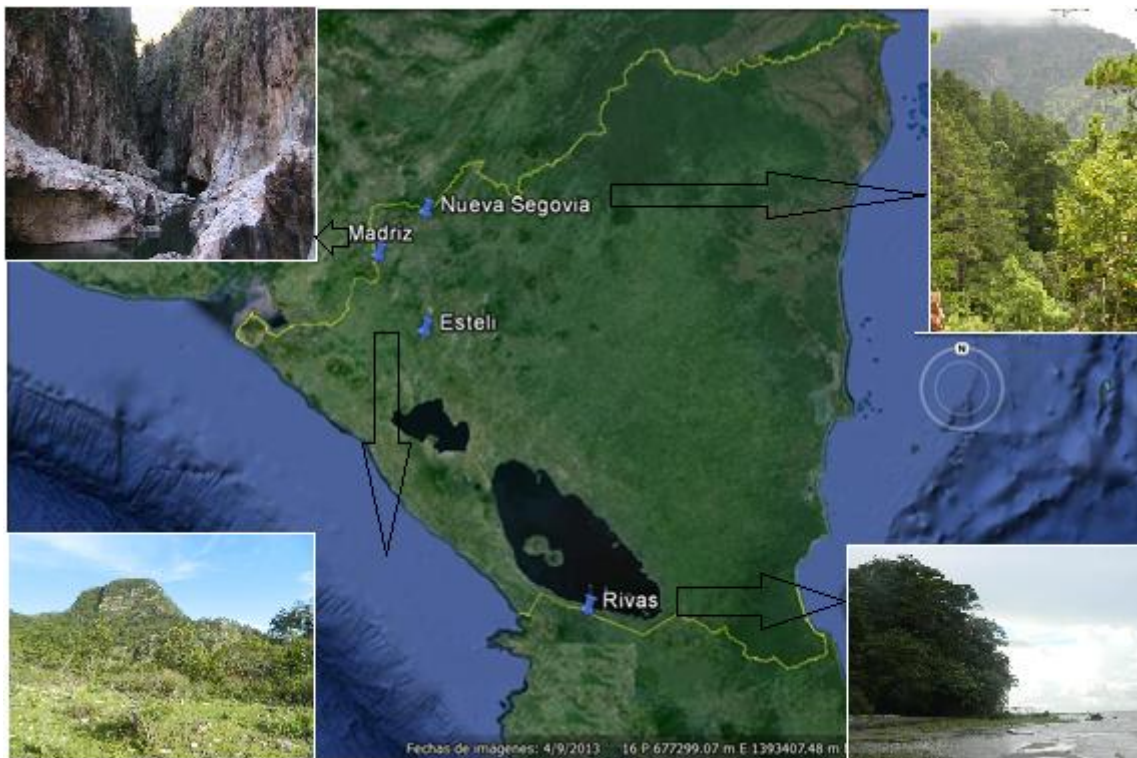 N
Nueva Segovia
Madriz
Esteli
Rivas
Fechas de imágenes: 4/9/2013 16 P 677299.07 m E 1393407.48 m